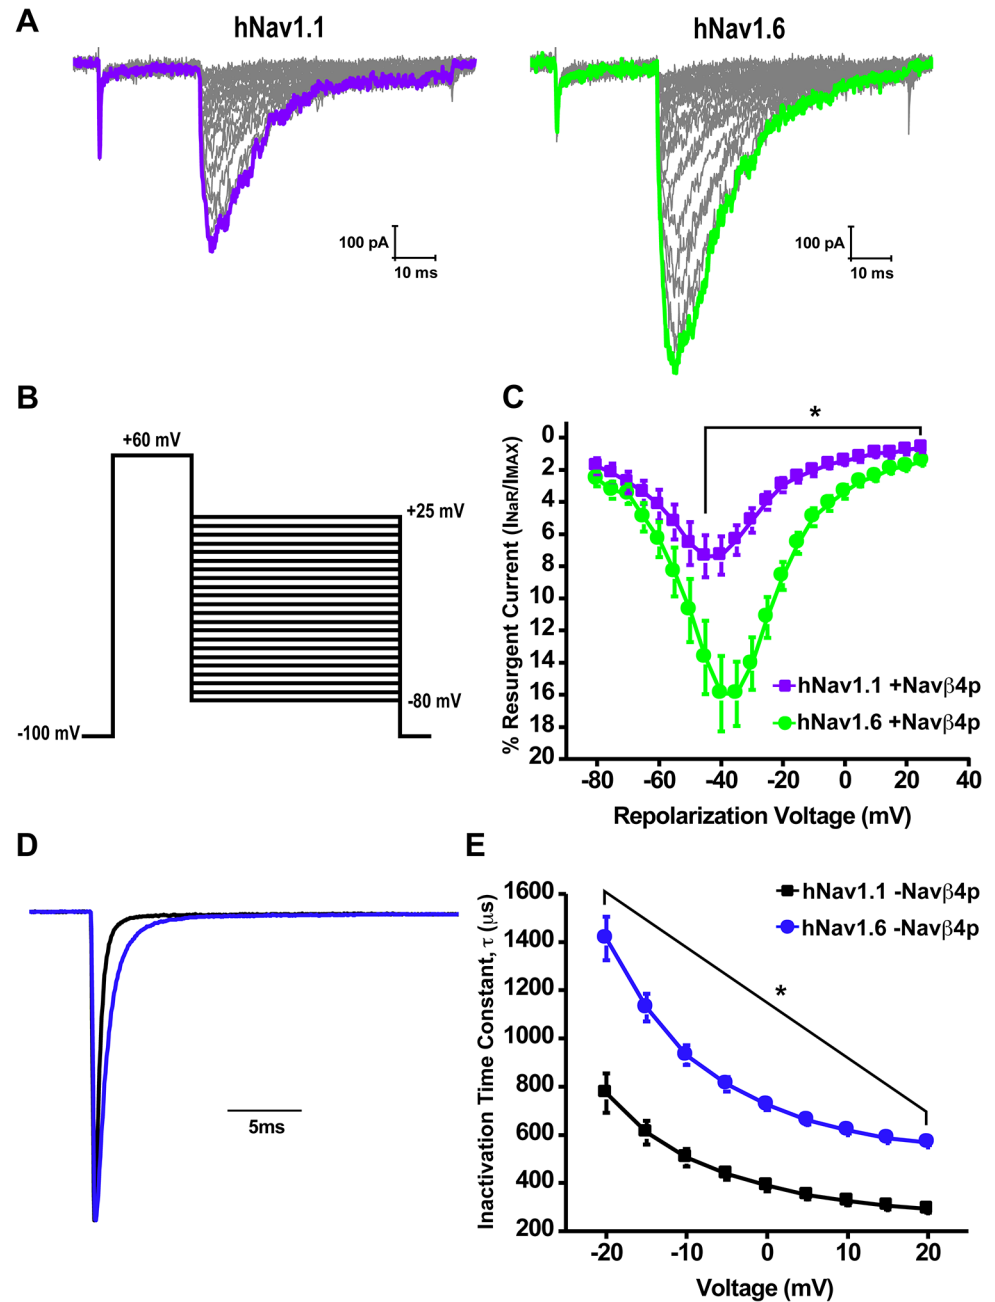 A
hNav1.1
hNav1.6
100 pA
10 ms
100 pA
10 ms
B
+60 mV
+25 mV
-80 mV
-100 mV
C
*
0
2
4
6
8
10
12
14
16
18
20
% Resurgent Current (INaR/IMAX)
hNav1.1 +Navβ4p
hNav1.6 +Navβ4p
-80 -60 -40 -20 0 20 40
Repolarization Voltage (mV)
D
5ms
E
hNav1.1 -Navβ4p
hNav1.6 -Navβ4p
*
1600
1400
1200
1000
800
600
400
200
Inactivation Time Constant, τ (μs)
-20 -10 0 10 20
Voltage (mV)